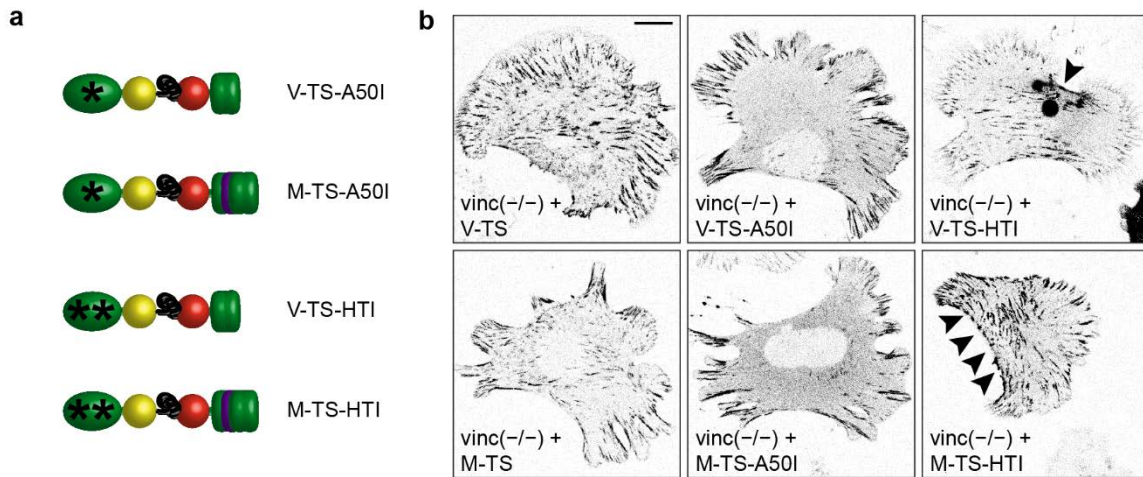 a
V-TS-A50I
M-TS-A50I
V-TS-HTI
M-TS-HTI
b
vinc(−/−) +
V-TS
vinc(−/−) +
V-TS-A50I
vinc(−/−) +
V-TS-HTI
vinc(−/−) +
M-TS
vinc(−/−) +
M-TS-A50I
vinc(−/−) +
M-TS-HTI